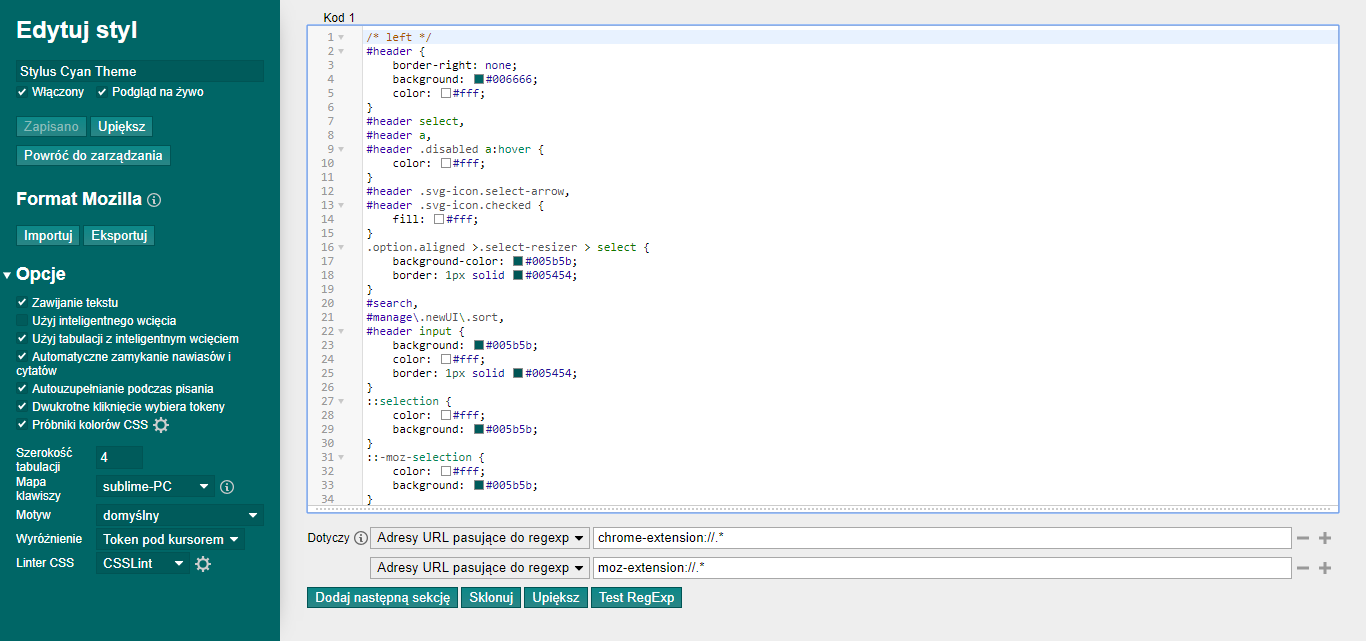 Edytuj styl
Stylus Cyan Theme
Włączony Podgląd na żywo
Zapisano Upiększ
Powróć do zarządzania
Format Mozilla
Importuj Eksportuj
Opcje
Zawijanie tekstu
Użyj inteligentnego wcięcia
Użyj tabulacji z inteligentnym wcięciem
Automatyczne zamykanie nawiasów i
cytatów
Autouzupełnianie podczas pisania
Dwukrotne kliknięcie wybiera tokeny
Próbniki kolorów CSS
Szerokość
tabulacji
4
Mapa
klawiszy
sublime-PC
Motyw domyślny
Wyróżnienie Token pod kursorem
Linter CSS CSSLint
Kod 1
1 /* left */
2 #header {
3 border-right: none;
4 background: #006666;
5 color: #fff;
6 }
7 #header select,
8 #header a,
9 #header .disabled a:hover {
10 color: #fff;
11 }
12 #header .svg-icon.select-arrow,
13 #header .svg-icon.checked {
14 fill: #fff;
15 }
16 .option.aligned >.select-resizer > select {
17 background-color: #005b5b;
18 border: 1px solid #005454;
19 }
20 #search,
21 #manage\.newUI\.sort,
22 #header input {
23 background: #005b5b;
24 color: #fff;
25 border: 1px solid #005454;
26 }
27 ::selection {
28 color: #fff;
29 background: #005b5b;
30 }
31 ::-moz-selection {
32 color: #fff;
33 background: #005b5b;
34 }
Dotyczy Adresy URL pasujące do regexp chrome-extension://.*
Adresy URL pasujące do regexp moz-extension://.*
Dodaj następną sekcję Sklonuj Upiększ Test RegExp